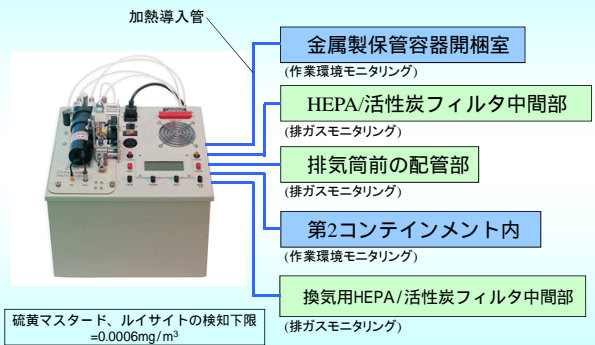 加熱導入管
金属製保管容器開梱室
(作業環境モニタリング)
HEPA/活性炭フィルタ中間部
(排ガスモニタリング)
排気筒前の配管部
(排ガスモニタリング)
第2コンテインメント内
(作業環境モニタリング)
換気用HEPA/活性炭フィルタ中間部
(排ガスモニタリング)
硫黄マスタード、ルイサイトの検知下限
=0.0006mg/m³